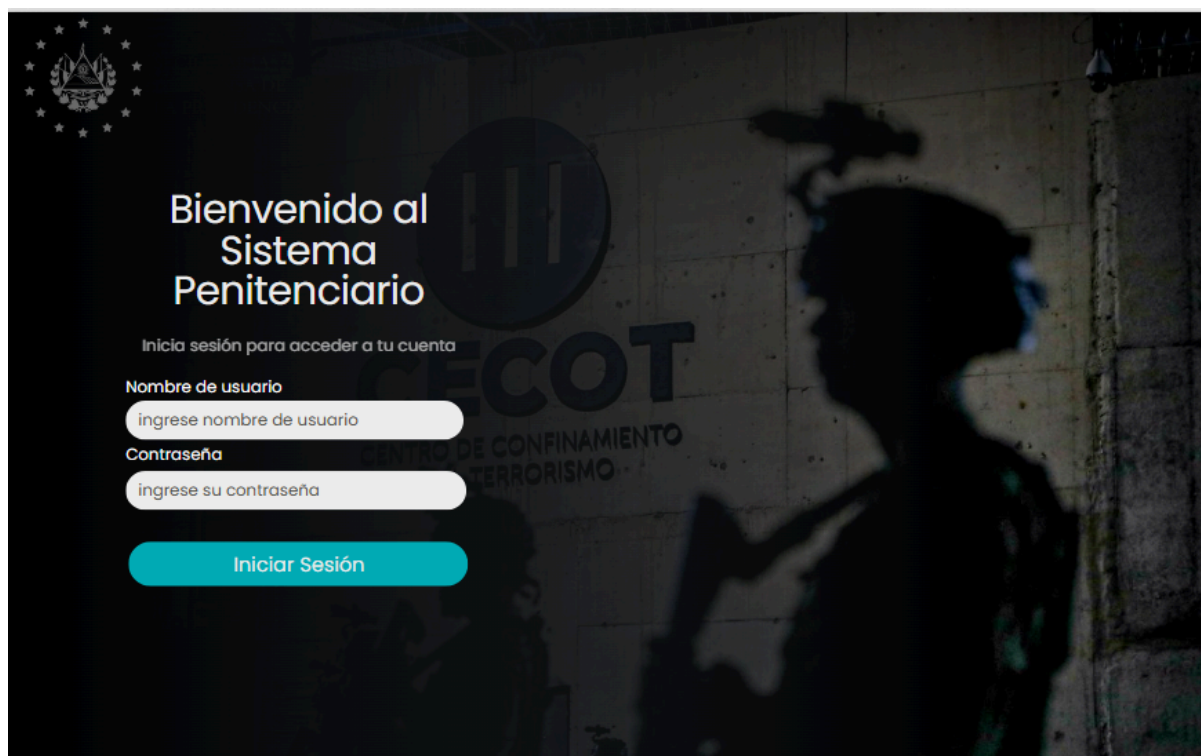 Bienvenido al
Sistema
Penitenciario
Inicia sesión para acceder a tu cuenta
CECOT
CENTRO DE CONFINAMIENTO
TERRORISMO
Nombre de usuario
ingrese nombre de usuario
Contraseña
ingrese su contraseña
Iniciar Sesión